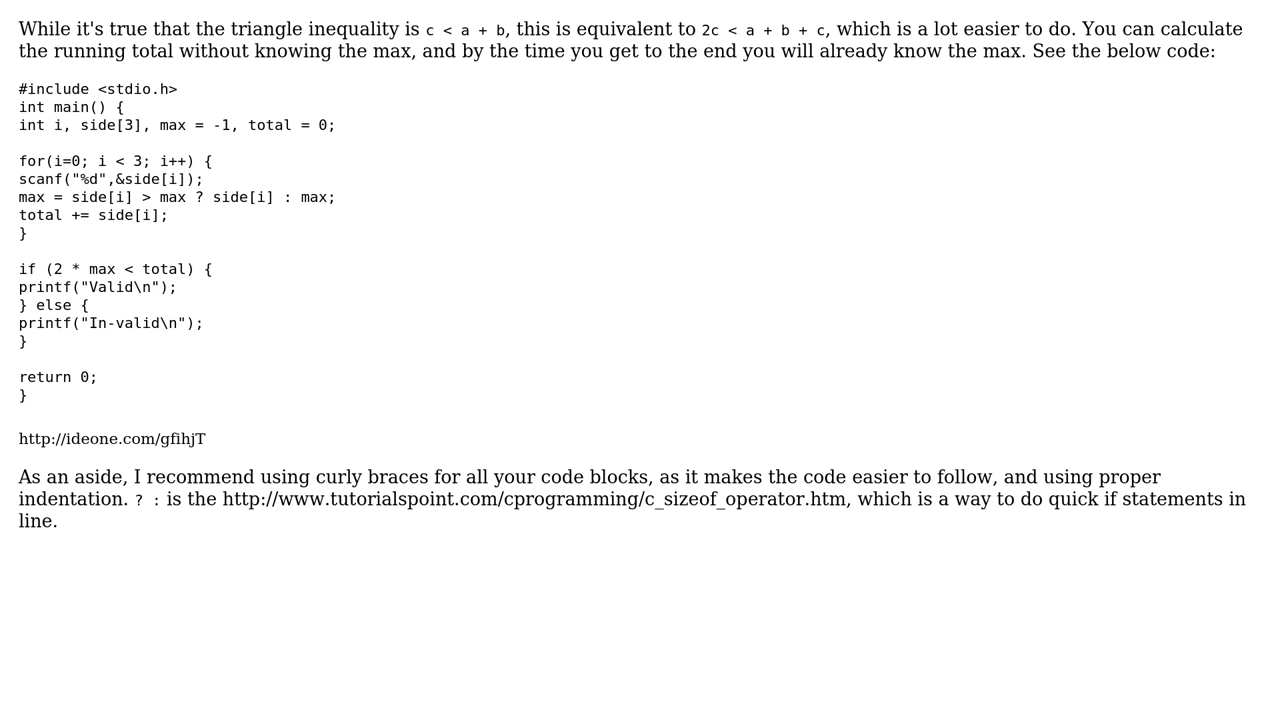 While it's true that the triangle inequality is c < a + b, this is equivalent to 2c < a + b + c, which is a lot easier to do. You can calculate
the running total without knowing the max, and by the time you get to the end you will already know the max. See the below code:
#include <stdio.h>
int main() {
int i, side[3], max = -1, total = 0;
for(i=0; i < 3; i++) {
scanf("%d",&side[i]);
max = side[i] > max ? side[i] : max;
total += side[i];
}
if (2 * max < total) {
printf("Valid\n");
} else {
printf("In-valid\n");
}
return 0;
}
http://ideone.com/gfihjT
As an aside, I recommend using curly braces for all your code blocks, as it makes the code easier to follow, and using proper
indentation. ? : is the http://www.tutorialspoint.com/cprogramming/c_sizeof_operator.htm, which is a way to do quick if statements in
line.